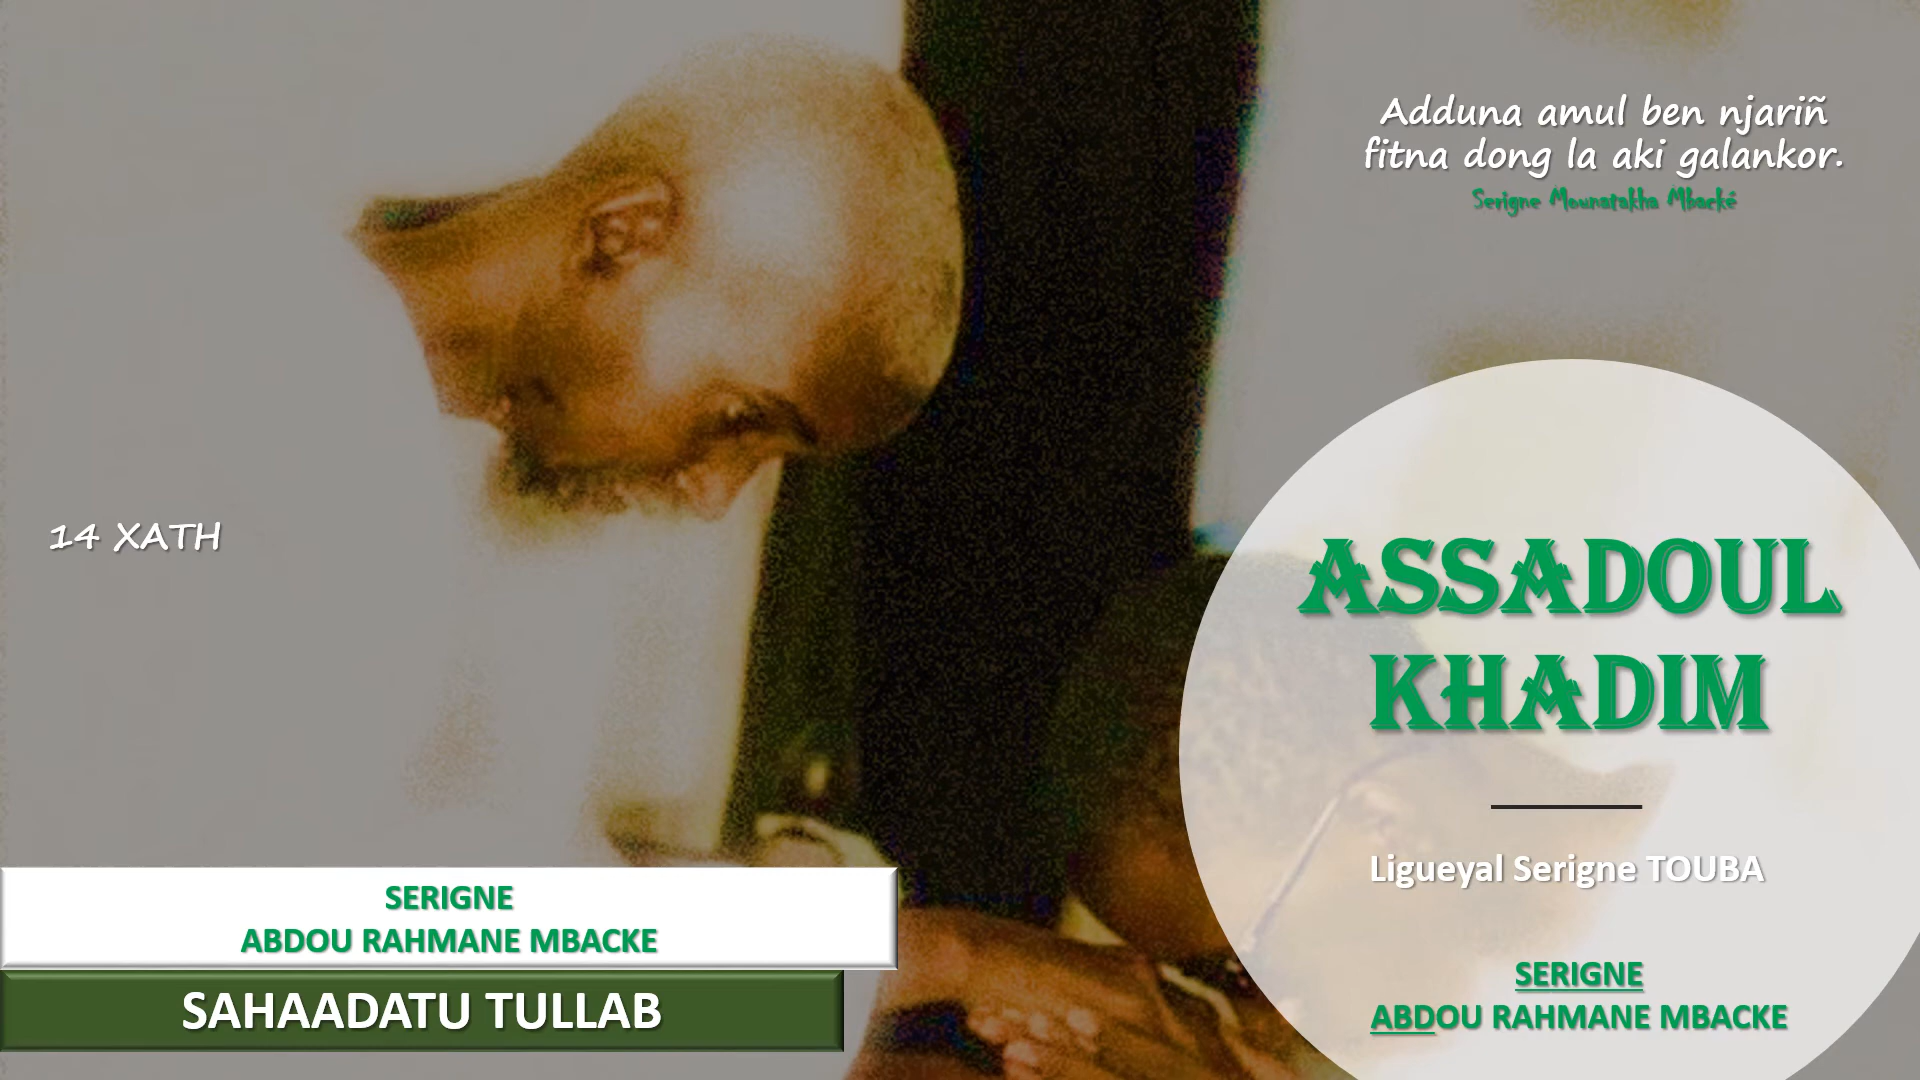 Adduna amul ben njariñ
fitna dong la aki galankor.
Serigne Mounatakha Mbacké
14 XATH
ASSADOUL
KHADIM
Ligueyal Serigne TOUBA
SERIGNE
ABDOU RAHMANE MBACKE
SERIGNE
ABDOU RAHMANE MBACKE
SAHAADATU TULLAB